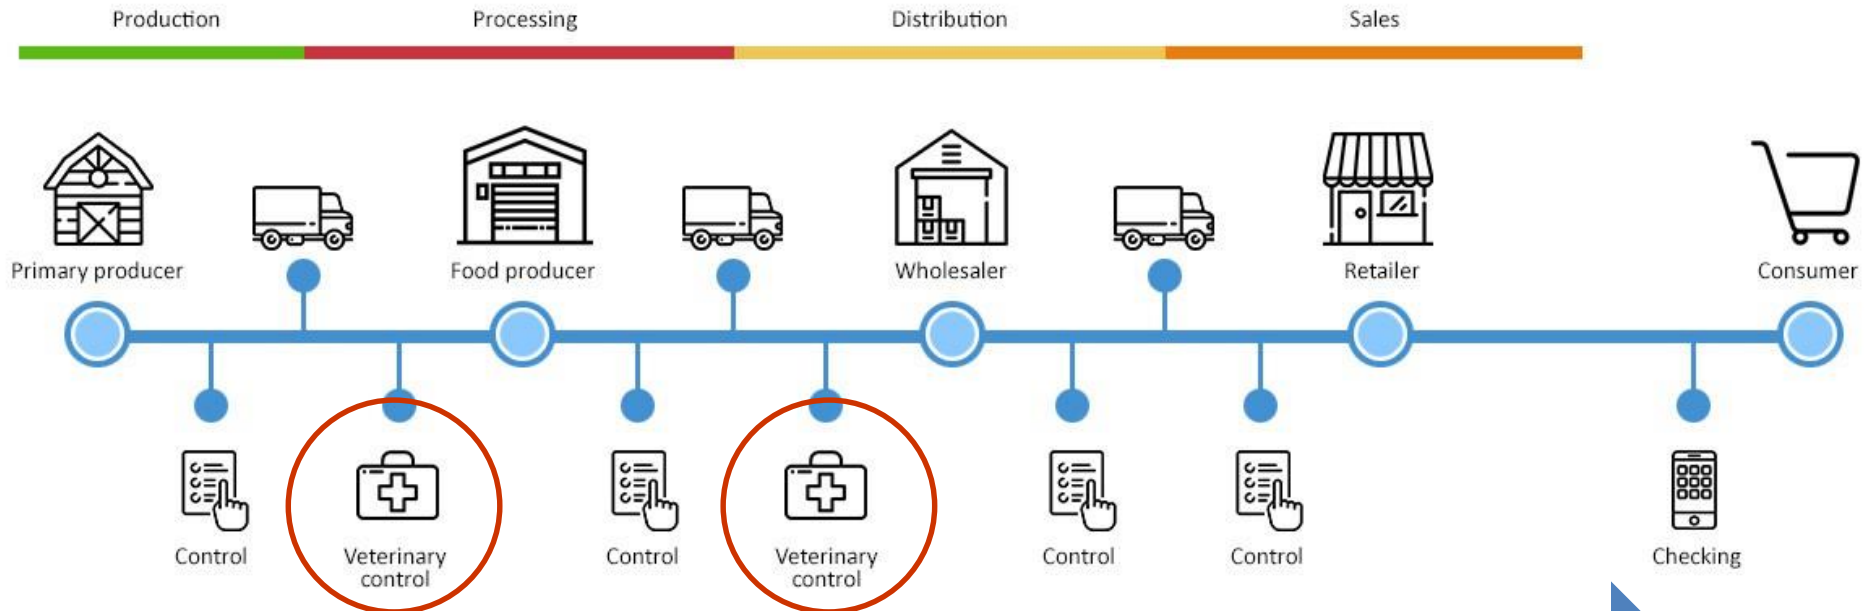 Production
Processing
Distribution
Sales
Primary producer
Food producer
Wholesaler
Retailer
Consumer
Control
Veterinary
control
Control
Veterinary
control
Control
Control
Checking